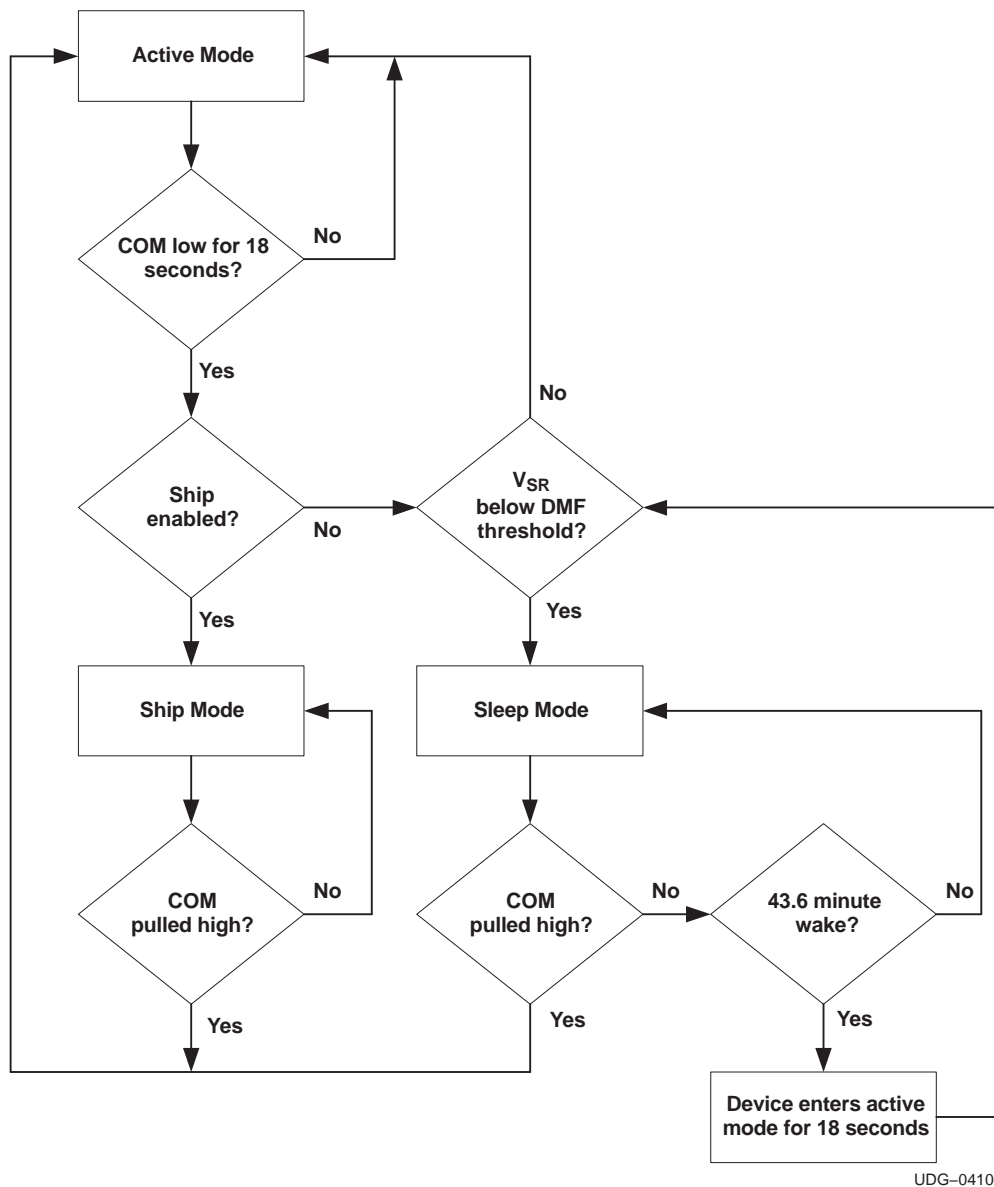 Active Mode
COM low for 18
seconds?
No
Yes
No
Ship
enabled?
No
VSR
below DMF
threshold?
Yes
Yes
Ship Mode
Sleep Mode
COM
pulled high?
No
COM
pulled high?
No
43.6 minute
wake?
No
Yes
Yes
Yes
Device enters active
mode for 18 seconds
UDG–0410